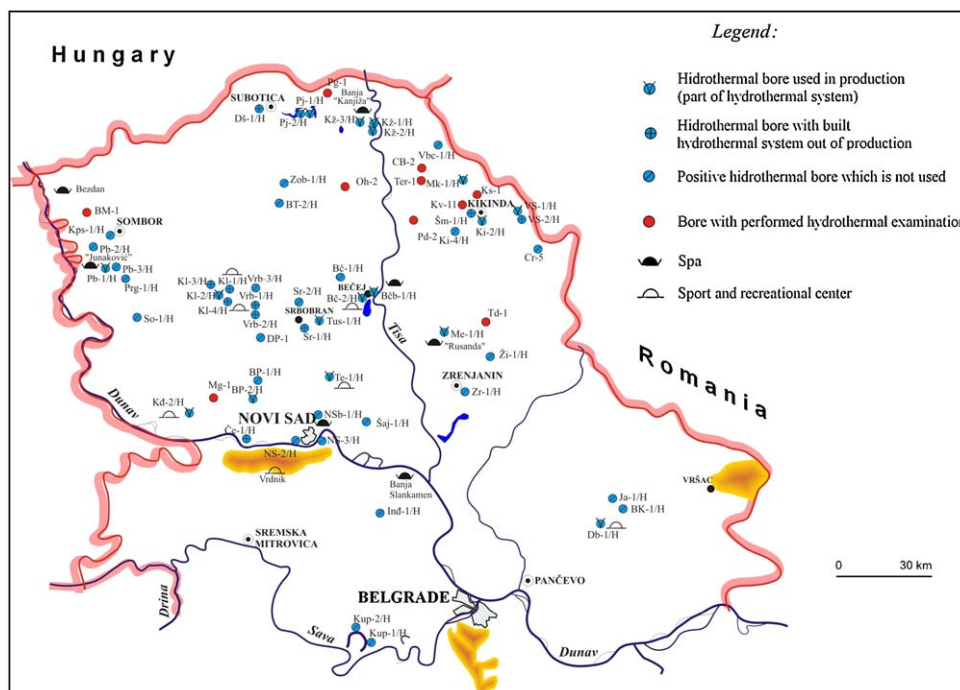 Hungary
Legend:
Hidrothermal bore used in production
(part of hydrothermal system)
Hidrothermal bore with built
hydrothermal system out of production
Positive hidrothermal bore which is not used
Bore with performed hydrothermal examination
Spa
Sport and recreational center
Pg-1
SUBOTICA
Pj-1/H
Banja
"Kanjiža"
Dš-1/H
Pj-2/H
Kž-3/H
Kž-1/H
Kž-2/H
Vbc-1/H
CB-2
Ter-1
Mk-1/H
Zob-1/H
Oh-2
Ks-1
Bezdan
BT-2/H
Kv-11
KIKINDA
VS-1/H
BM-1
SOMBOR
Šm-1/H
VS-2/H
Kps-1/H
Pd-2
Ki-2/H
Ki-4/H
Pb-2/H
"Junaković"
Cr-5
Pb-3/H
Pb-1/H
Prg-1/H
Kl-3/H
Kl-1/H
Vrb-3/H
Bč-1/H
Kl-2/H
Vrb-1/H
Sr-2/H
BEČEJ
Bč-2/H
Bčb-1/H
Kl-4/H
SRBOBRAN
So-1/H
Vrb-2/H
Tus-1/H
Td-1
DP-1
Sr-1/H
Tisa
Me-1/H
"Rusanda"
Ži-1/H
Romania
BP-1/H
Te-1/H
ZRENJANIN
Mg-1
BP-2/H
Zr-1/H
Dunav
Kđ-2/H
NOVI SAD
NSb-1/H
Šaj-1/H
Če-1/H
NS-3/H
NS-2/H
Vrdnik
Banja
Slankamen
VRŠAC
Ja-1/H
BK-1/H
Inđ-1/H
Db-1/H
SREMSKA
MITROVICA
0
30 km
PANČEVO
BELGRADE
Drina
Kup-2/H
Sava
Kup-1/H
Dunav